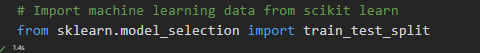 # Import machine learning data from scikit learn
from sklearn.model_selection import train_test_split
1.4s